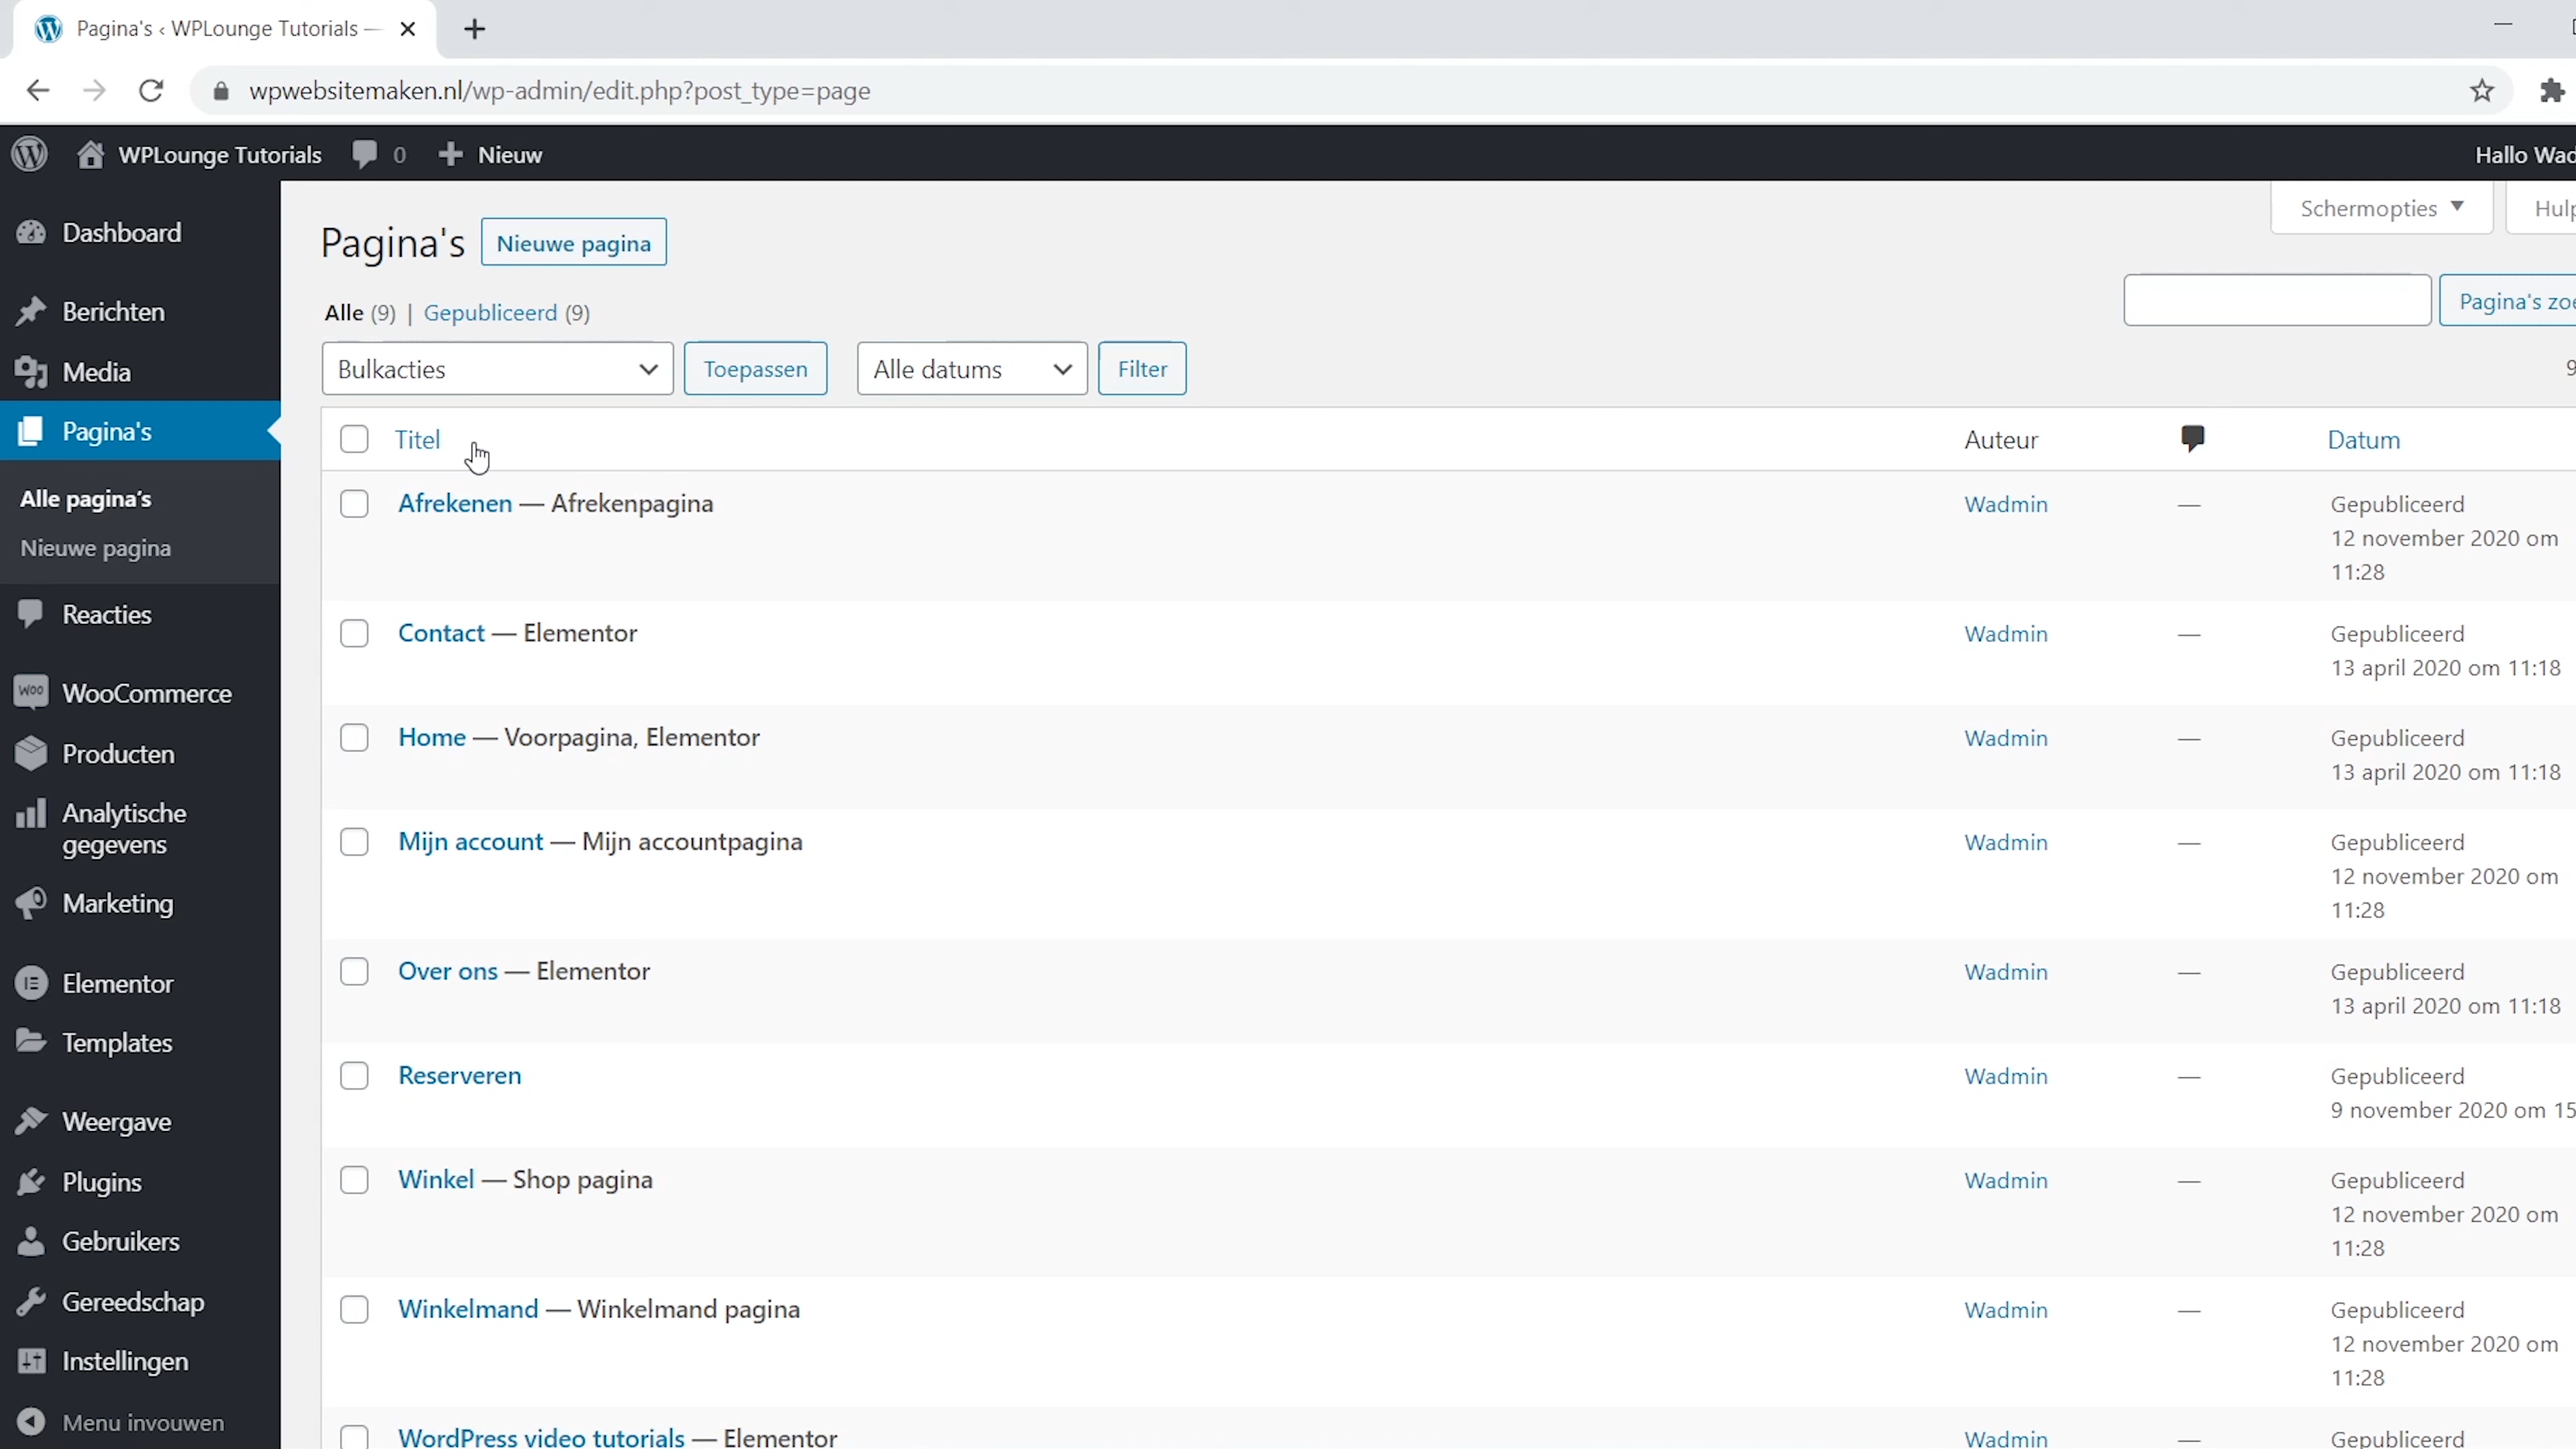 Pagina's ‹ WPLounge Tutorials —
wpwebsitemaken.nl/wp-admin/edit.php?post_type=page
WPLounge Tutorials 0 Nieuw
Hallo
Dashboard
Berichten
Media
Pagina's
Alle pagina's
Nieuwe pagina
Reacties
WooCommerce
Producten
Analytische
gegevens
Marketing
Elementor
Templates
Weergave
Plugins
Gebruikers
Gereedschap
Instellingen
Menu invouwen
Schermopties
Pagina's Nieuwe pagina
Alle (9) | Gepubliceerd (9)
Pagina's
Bulkacties Toepassen Alle datums Filter
Titel Auteur Datum
Afrekenen — Afrekenpagina Wadmin — Gepubliceerd
12 november 2020 om
11:28
Contact — Elementor Wadmin — Gepubliceerd
13 april 2020 om 11:18
Home — Voorpagina, Elementor Wadmin — Gepubliceerd
13 april 2020 om 11:18
Mijn account — Mijn accountpagina Wadmin — Gepubliceerd
12 november 2020 om
11:28
Over ons — Elementor Wadmin — Gepubliceerd
13 april 2020 om 11:18
Reserveren Wadmin — Gepubliceerd
9 november 2020 om
Winkel — Shop pagina Wadmin — Gepubliceerd
12 november 2020 om
11:28
Winkelmand — Winkelmand pagina Wadmin — Gepubliceerd
12 november 2020 om
11:28
WordPress video tutorials — Elementor Wadmin — Gepubliceerd